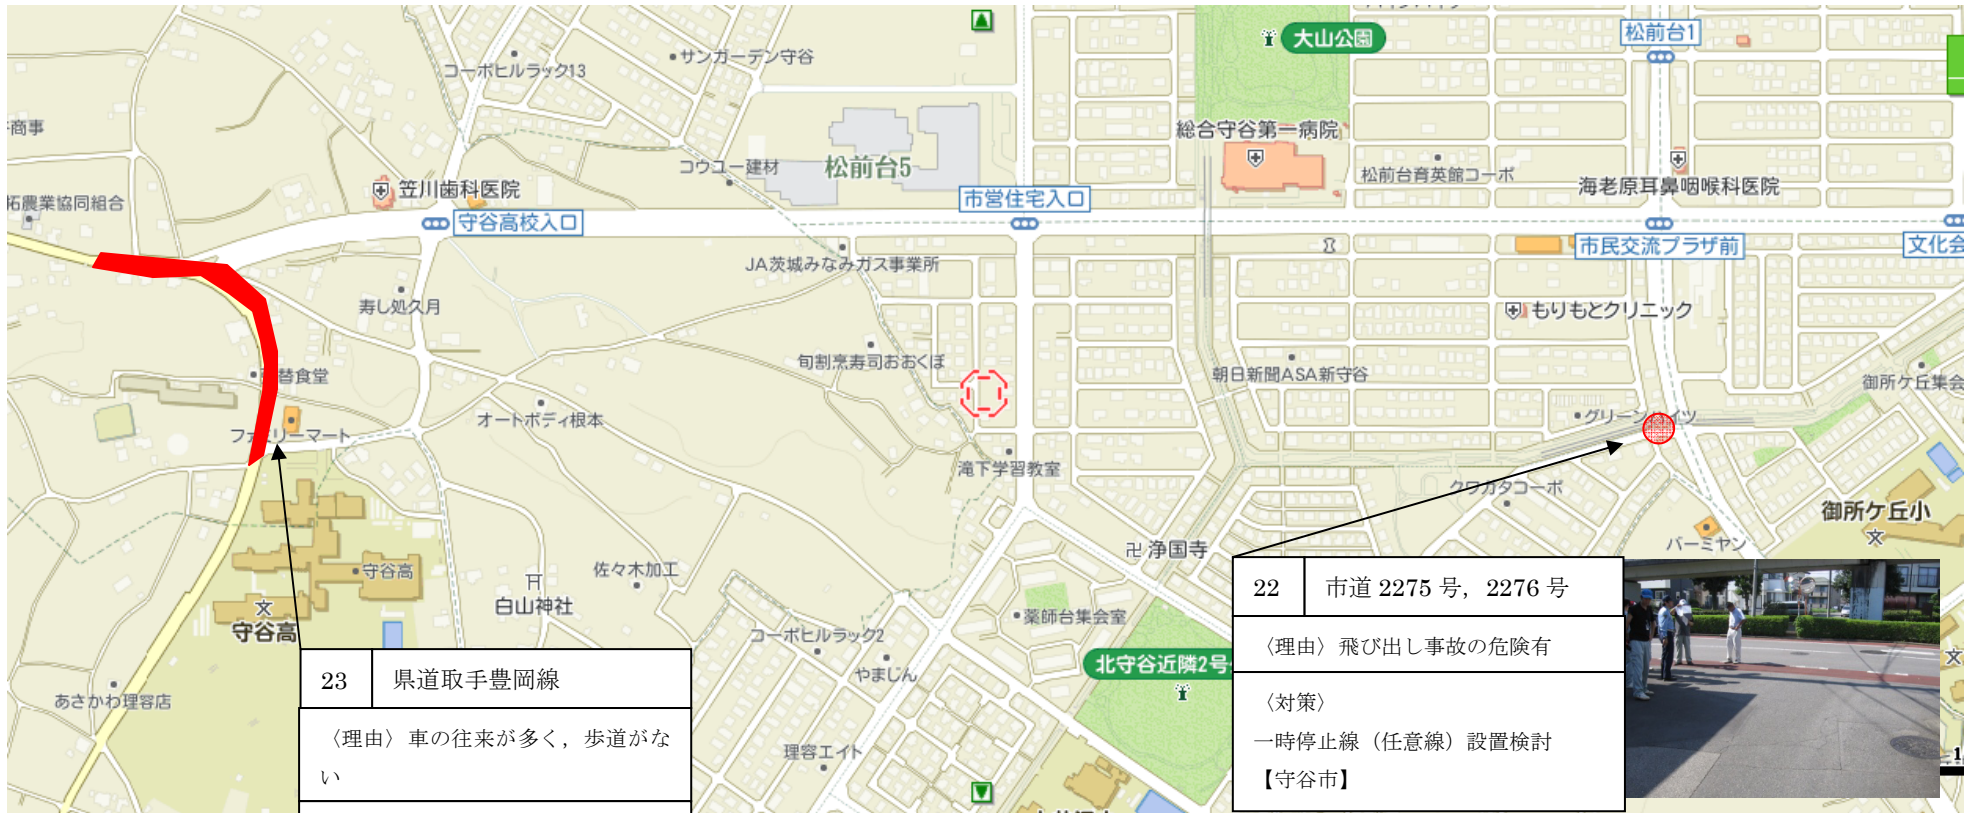 大山公園
松前台1
サンガーデン守谷
コーポヒルラック13
商事
総合守谷第一病院
コウユー建材
松前台5
松前台育英館コーポ
海老原耳鼻咽喉科医院
笠川歯科医院
拓農業協同組合
市営住宅入口
守谷高校入口
市民交流プラザ前
文化会
JA茨城みなみガス事業所
寿し処久月
もりもとクリニック
旬割烹寿司おおくぼ
朝日新聞ASA新守谷
替食堂
御所ケ丘集会
オートボディ根本
グリーンハイツ
ファミリーマート
滝下学習教室
クワガタコーポ
御所ケ丘小
バーミヤン
浄国寺
守谷高
佐々木加工
白山神社
守谷高
薬師台集会室
コーポヒルラック2
やまじん
北守谷近隣2号
あさかわ理容店
理容エイト
22 市道 2275 号，2276 号
〈理由〉飛び出し事故の危険有
〈対策〉
一時停止線（任意線）設置検討
【守谷市】
23 県道取手豊岡線
〈理由〉車の往来が多く，歩道がな
い
1